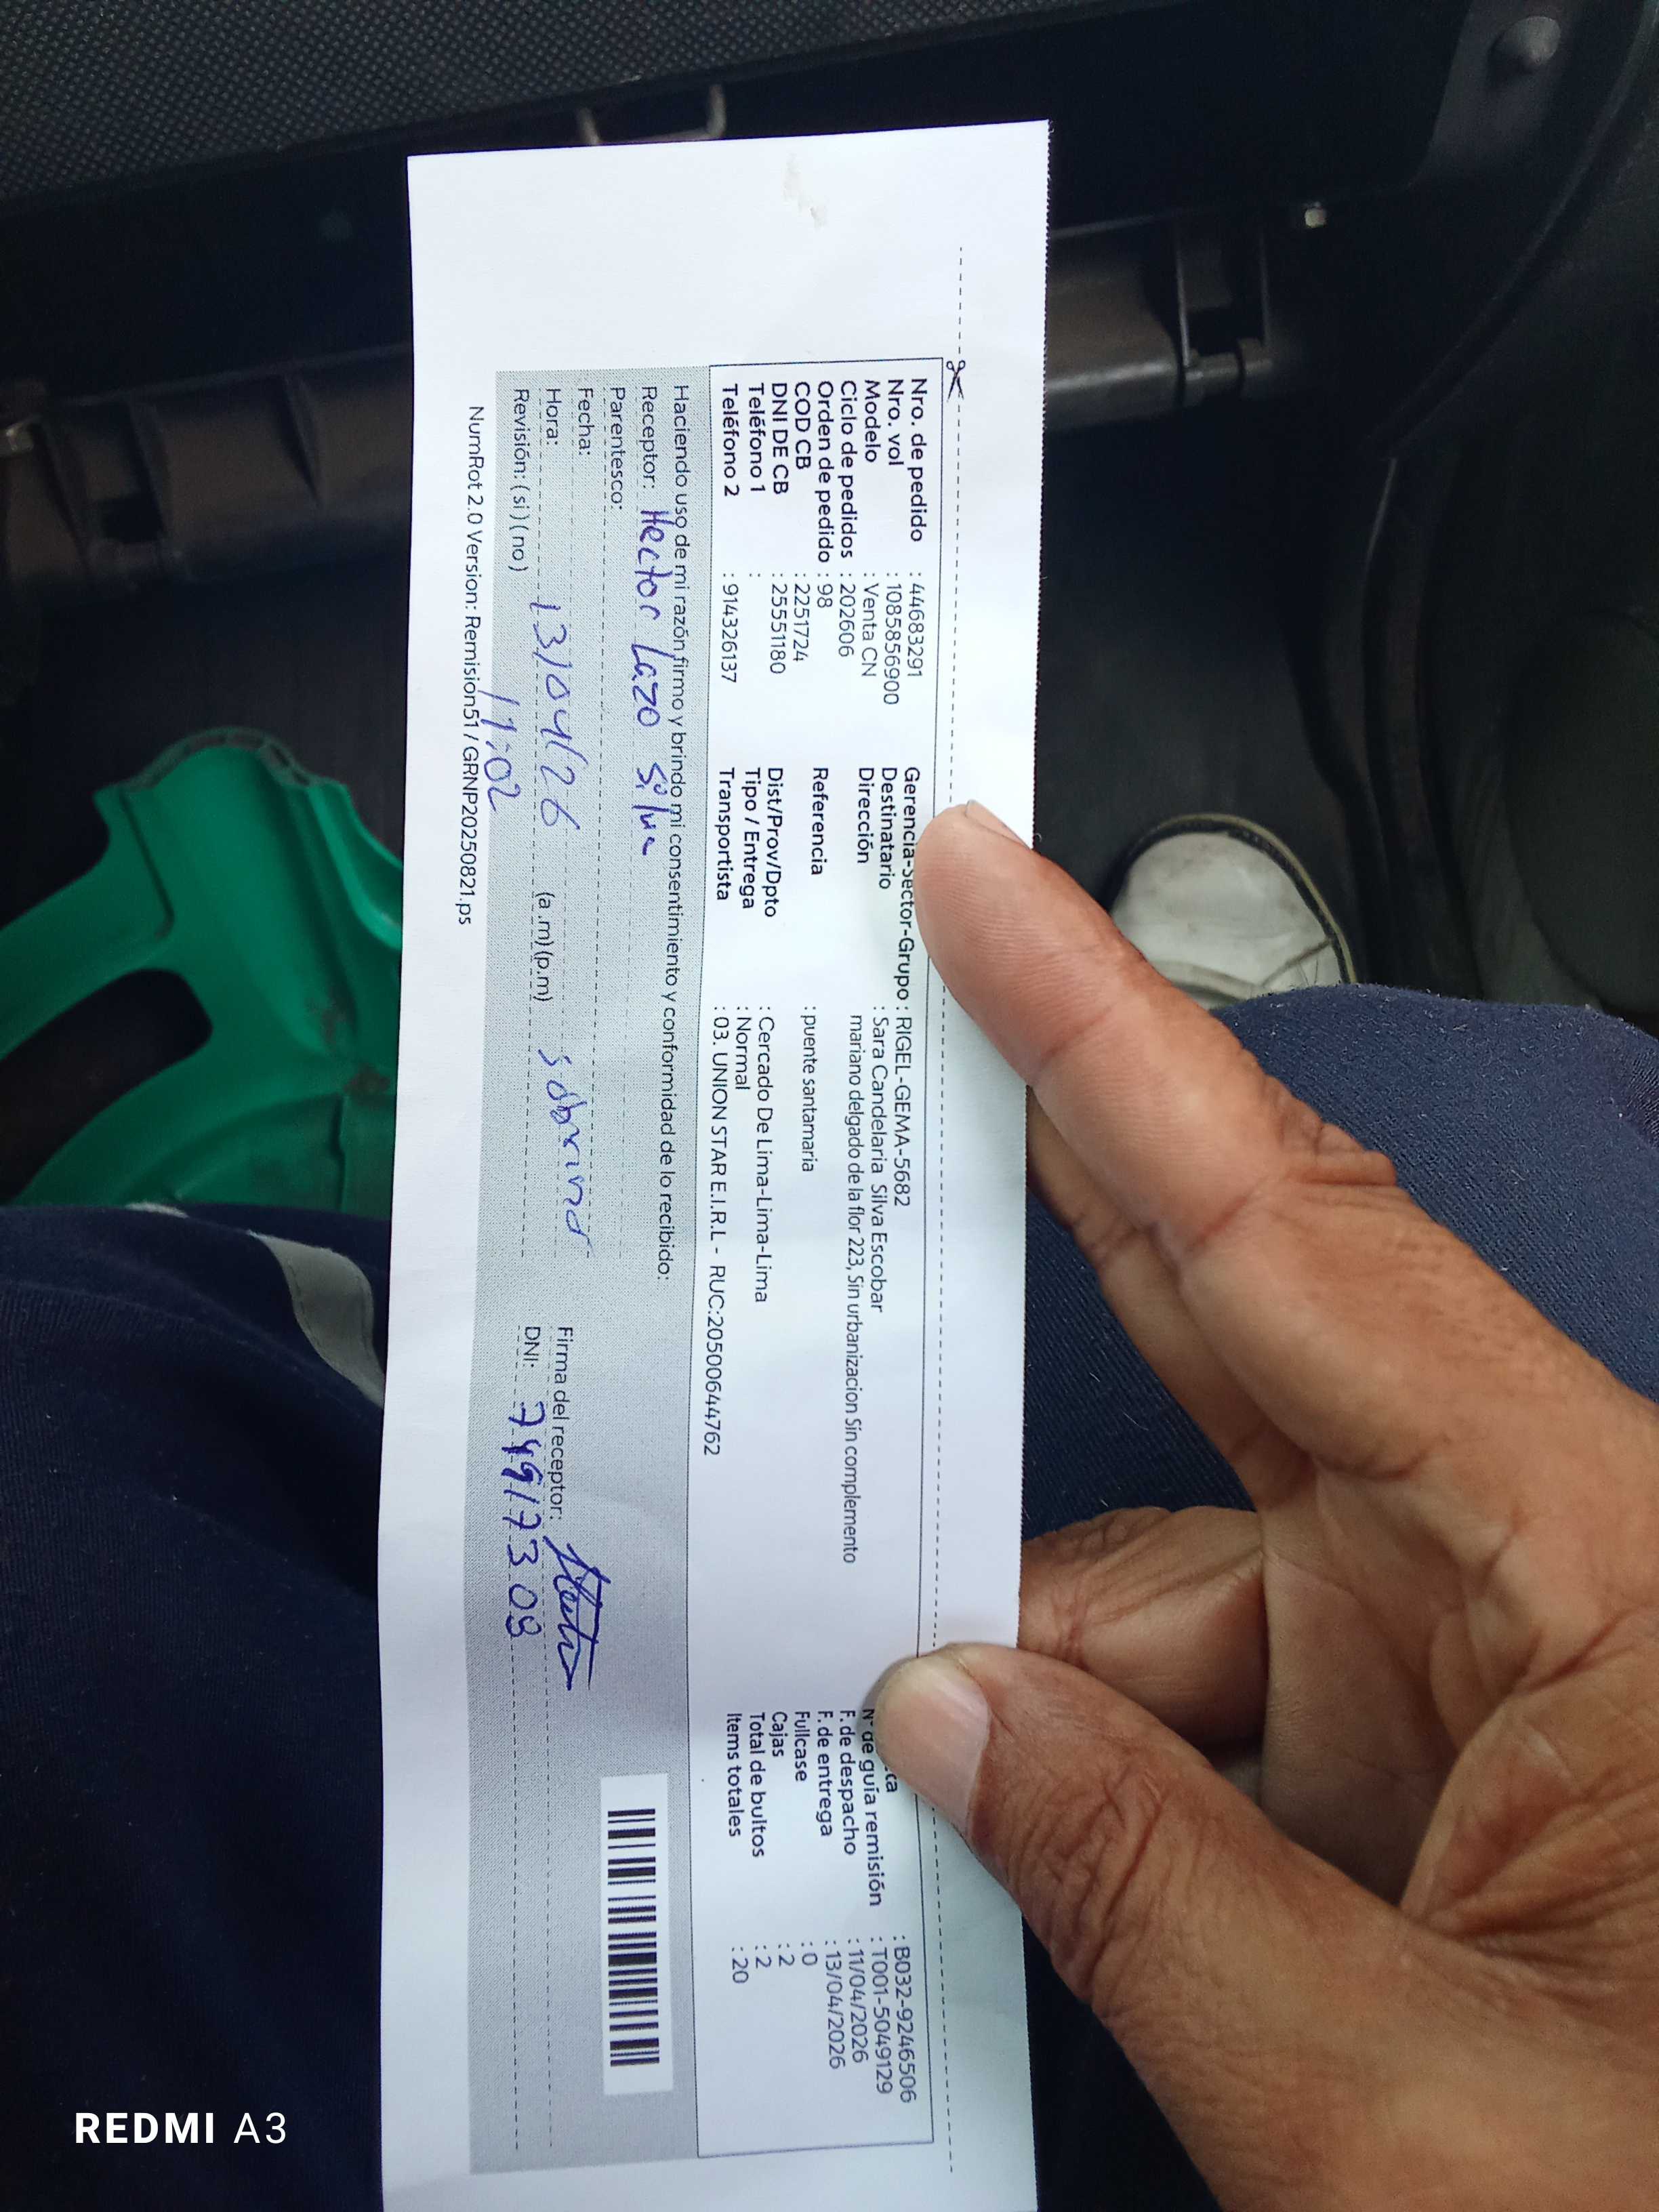 Nro. de pedido : 44683291
Nro. vol : 1085856900
Modelo : Venta CN
Ciclo de pedidos : 202606
Orden de pedido : 98
COD CB : 2251724
DNI DE CB : 25551180
Teléfono 1 :
Teléfono 2 : 914326137
Gerencia-Sector-Grupo : RIGEL-GEMA-5682
Destinatario : Sara Candelaria Silva Escobar
Dirección mariano delgado de la flor 223, Sin urbanizacion Sin complemento
Referencia : puente santamaria
Dist/Prov/Dpto : Cercado De Lima-Lima-Lima
Tipo / Entrega : Normal
Transportista : 03. UNION STAR E.I.R.L - RUC:20500644762
: B032-9246506
N° de guía remisión : T001-5049129
F. de despacho : 11/04/2026
F. de entrega : 13/04/2026
Fullcase : 0
Cajas : 2
Total de bultos : 2
Items totales : 20
Haciendo uso de mi razón firmo y brindo mi consentimiento y conformidad de lo recibido:
Receptor: Hector Lazo Silva
Parentesco: sobrino
Fecha: 13/04/26
Hora: 11:02 (a.m)(p.m)
Revisión: (si) (no)
Firma del receptor:
DNI: 74917308
NumRot 2.0 Version: Remision51 / GRNP20250821.ps
REDMI A3